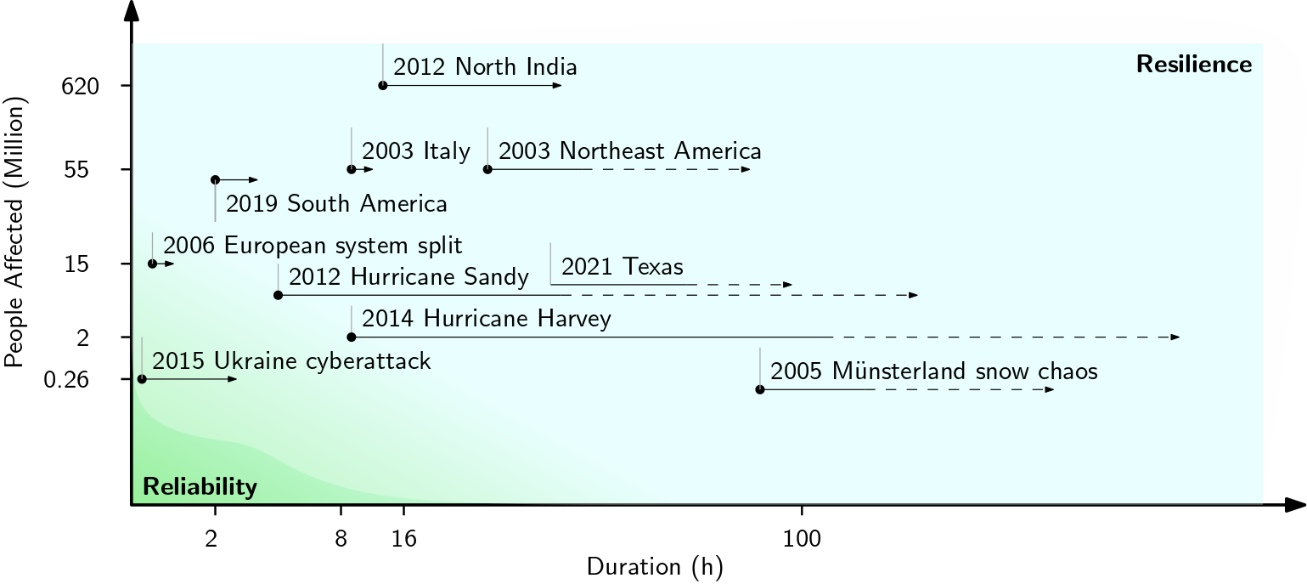 Resilience
2012 North India
620
2003 Italy
2003 Northeast America
55
2019 South America
2006 European system split
15
2021 Texas
2012 Hurricane Sandy
2014 Hurricane Harvey
2
2015 Ukraine cyberattack
2005 Münsterland snow chaos
0.26
People Affected (Million)
Reliability
2
8
16
100
Duration (h)